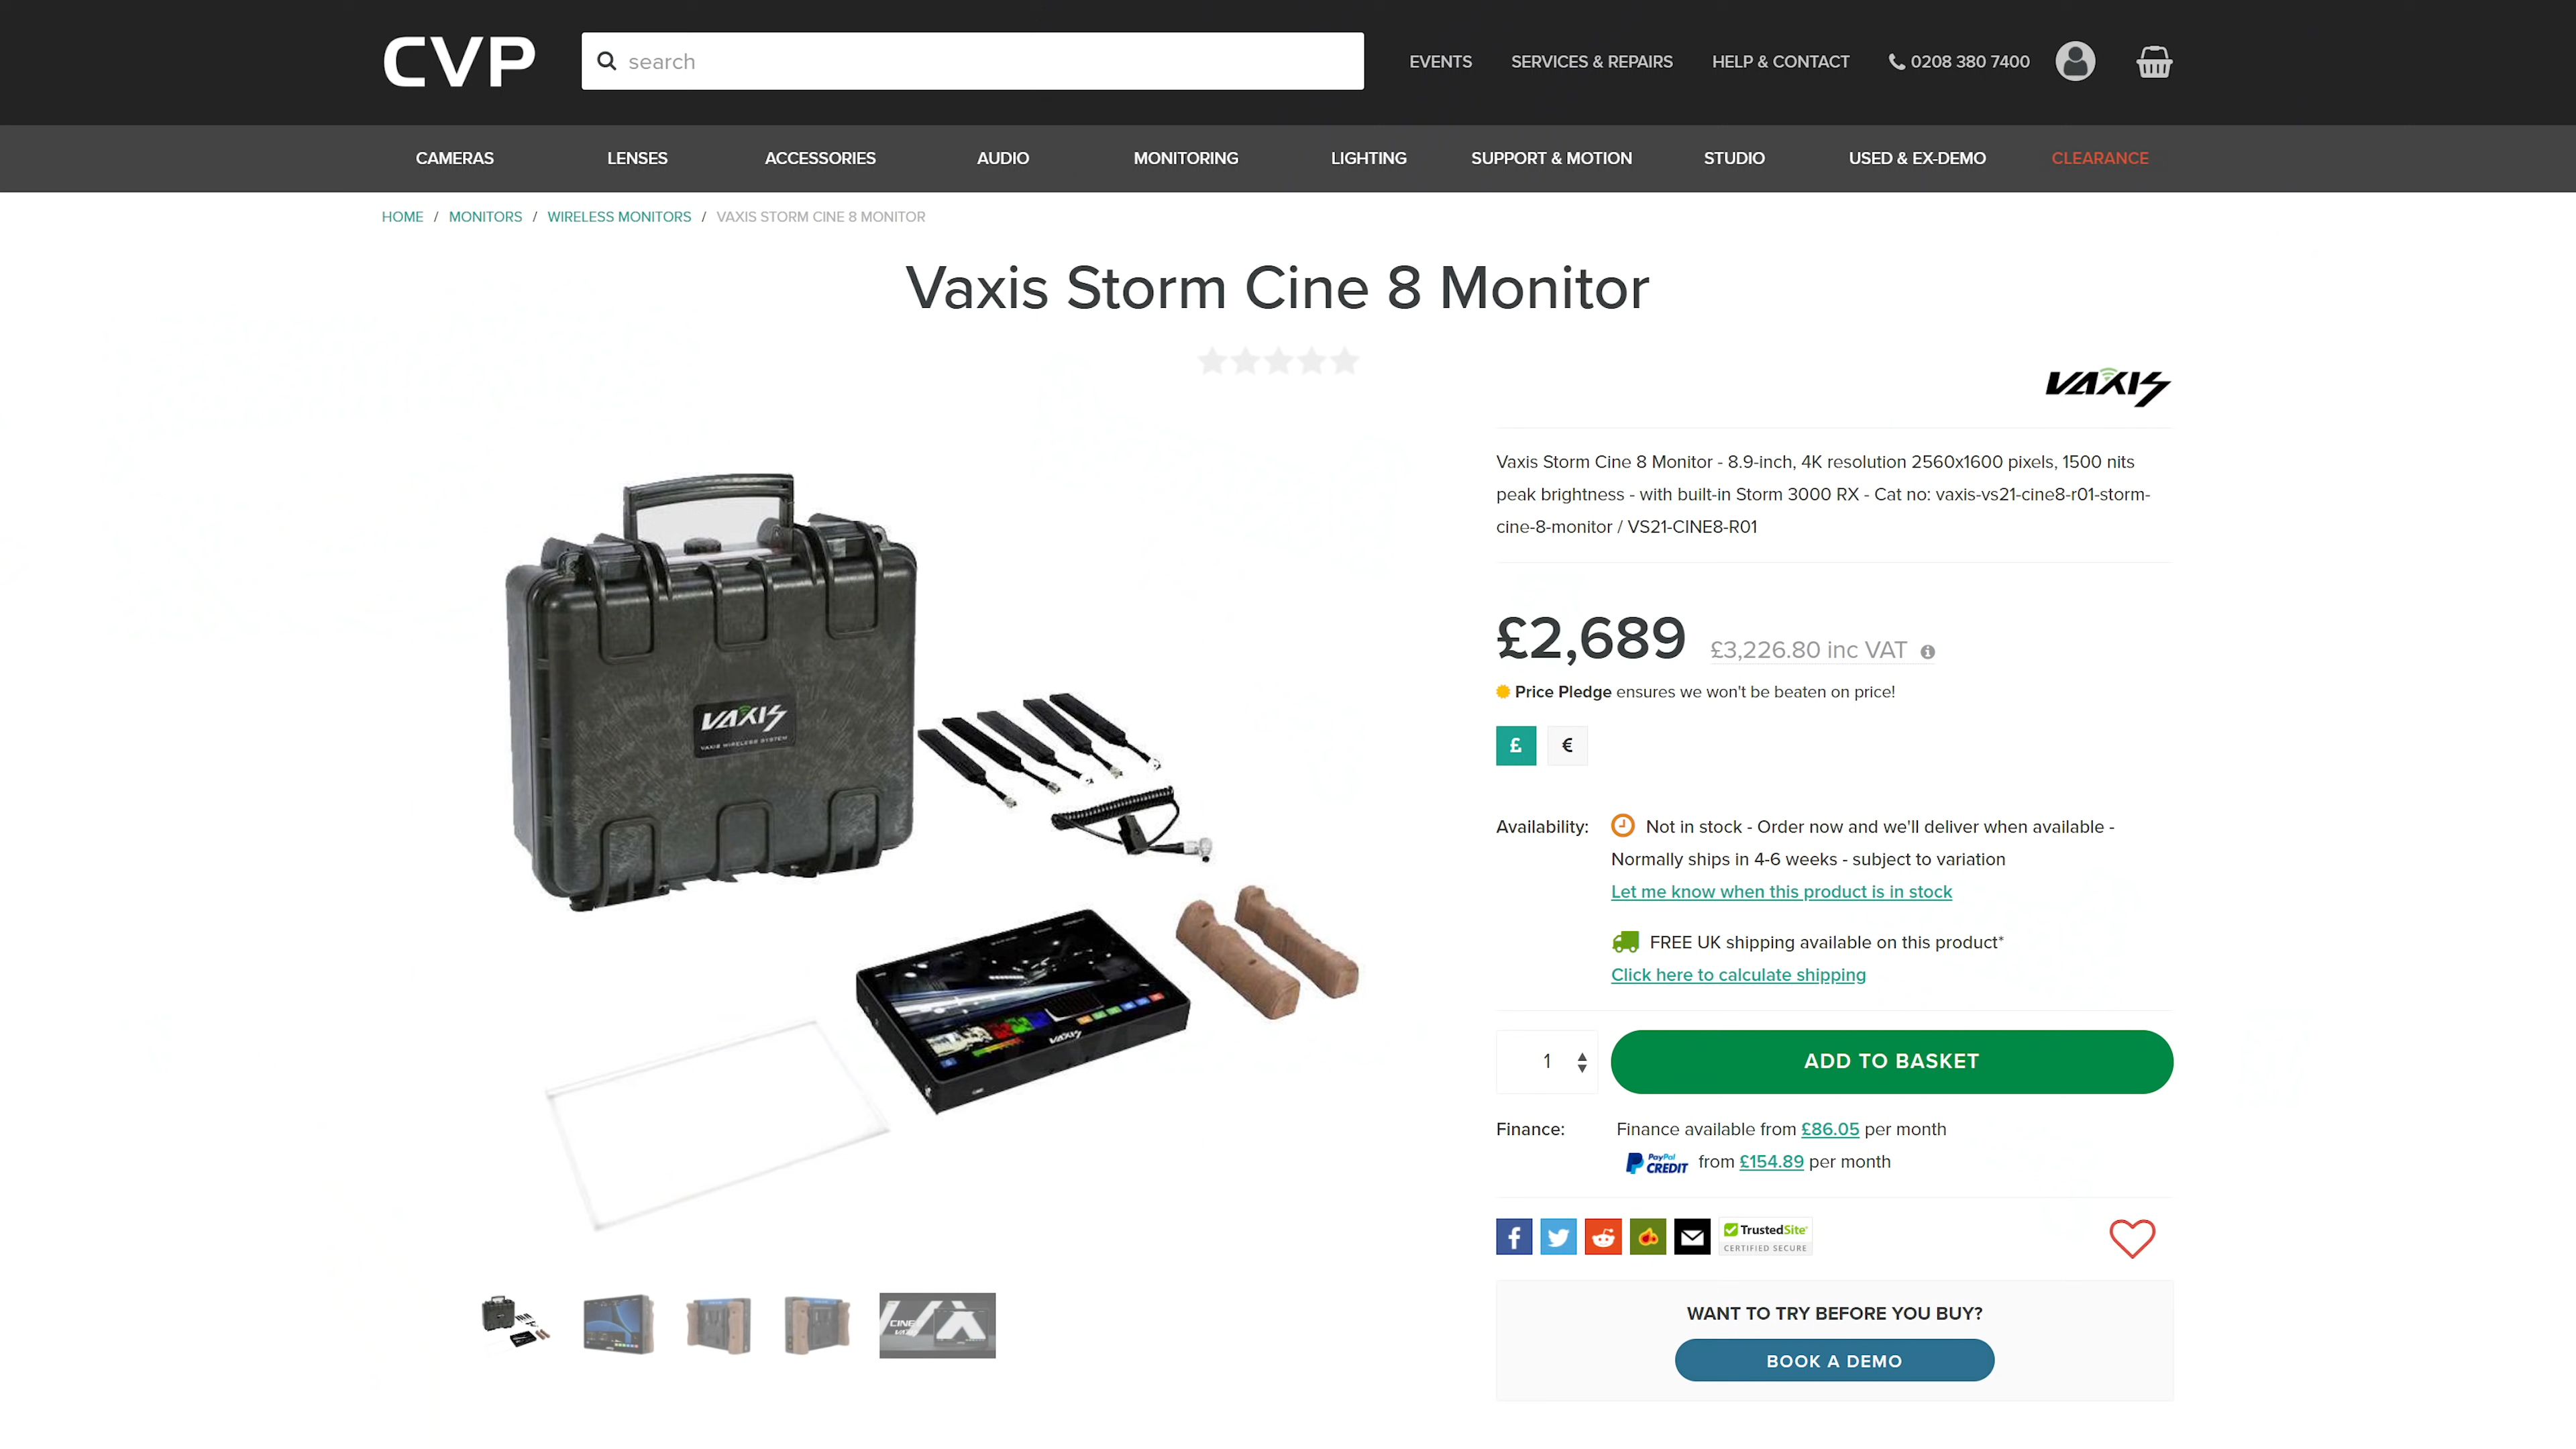 CVP
search
EVENTS
SERVICES & REPAIRS
HELP & CONTACT
0208 380 7400
CAMERAS
LENSES
ACCESSORIES
AUDIO
MONITORING
LIGHTING
SUPPORT & MOTION
STUDIO
USED & EX-DEMO
CLEARANCE
HOME / MONITORS / WIRELESS MONITORS / VAXIS STORM CINE 8 MONITOR
Vaxis Storm Cine 8 Monitor
VAXIS
Vaxis Storm Cine 8 Monitor - 8.9-inch, 4K resolution 2560x1600 pixels, 1500 nits
peak brightness - with built-in Storm 3000 RX - Cat no: vaxis-vs21-cine8-r01-storm-
cine-8-monitor / VS21-CINE8-R01
£2,689 £3,226.80 inc VAT
Price Pledge ensures we won't be beaten on price!
£ €
Availability: Not in stock - Order now and we'll deliver when available -
Normally ships in 4-6 weeks - subject to variation
Let me know when this product is in stock
FREE UK shipping available on this product*
Click here to calculate shipping
1 ADD TO BASKET
Finance: Finance available from £86.05 per month
PayPal CREDIT from £154.89 per month
TrustedSite
CERTIFIED SECURE
WANT TO TRY BEFORE YOU BUY?
BOOK A DEMO
VAXIS
VAXIS WIRELESS SYSTEM
VAXIS
CINE
VAXIS